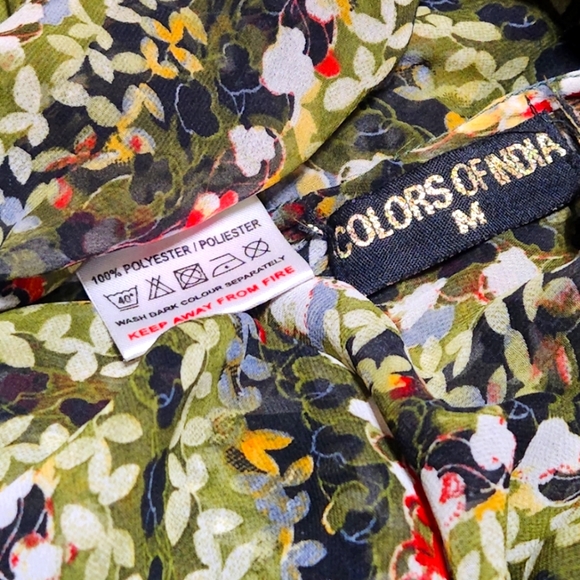 COLORS OF INDIA
M
100% POLYESTER / POLIESTER
40°
WASH DARK COLOUR SEPARATELY
KEEP AWAY FROM FIRE